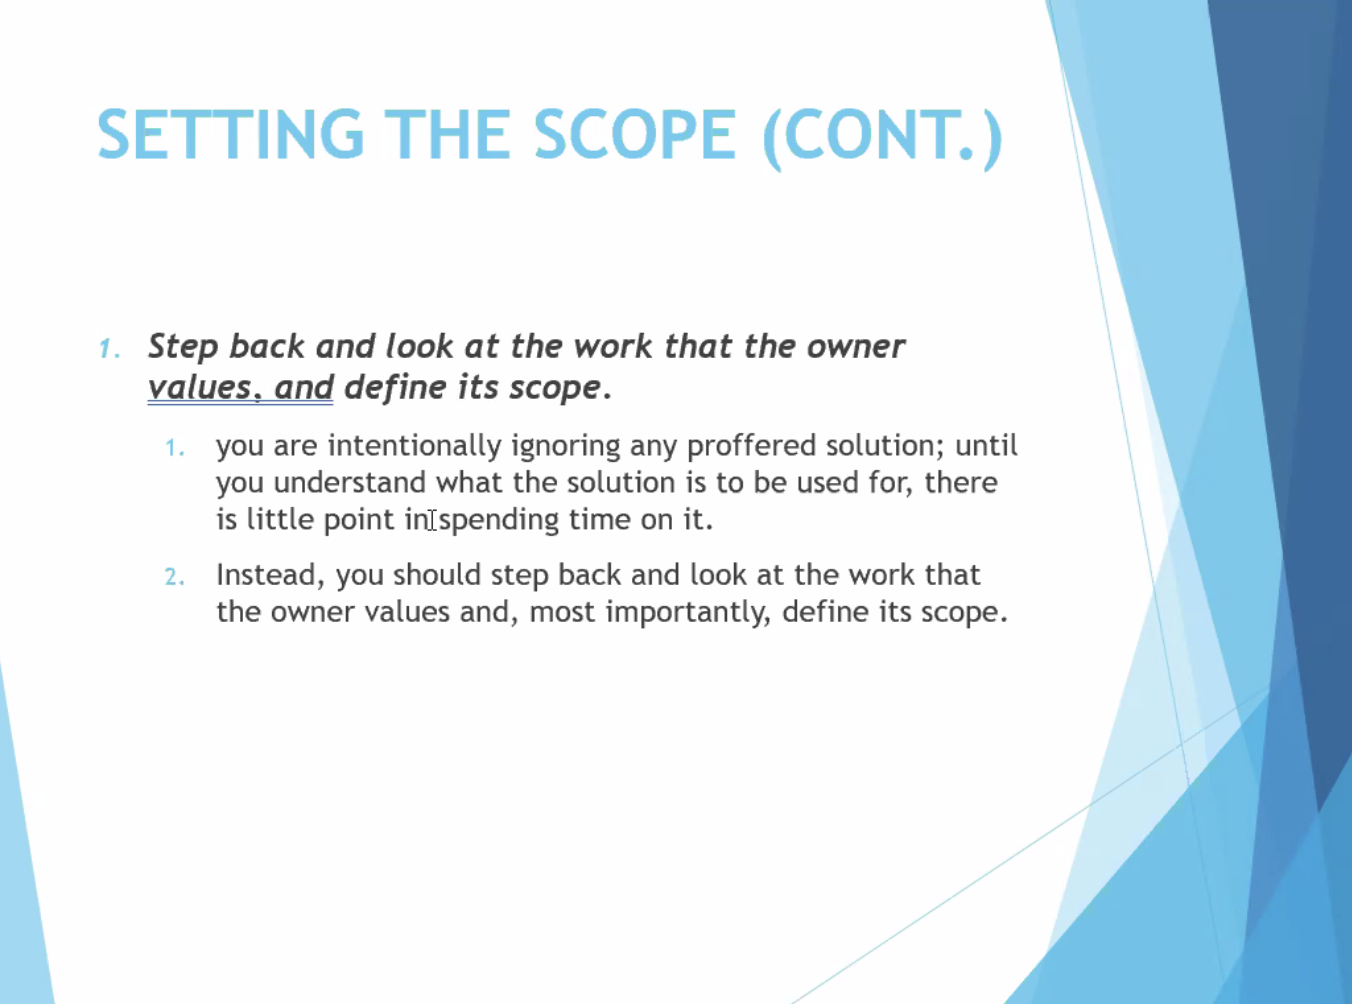 SETTING THE SCOPE (CONT.)
1. Step back and look at the work that the owner
values, and define its scope.
1. you are intentionally ignoring any proffered solution; until
you understand what the solution is to be used for, there
is little point in spending time on it.
2. Instead, you should step back and look at the work that
the owner values and, most importantly, define its scope.